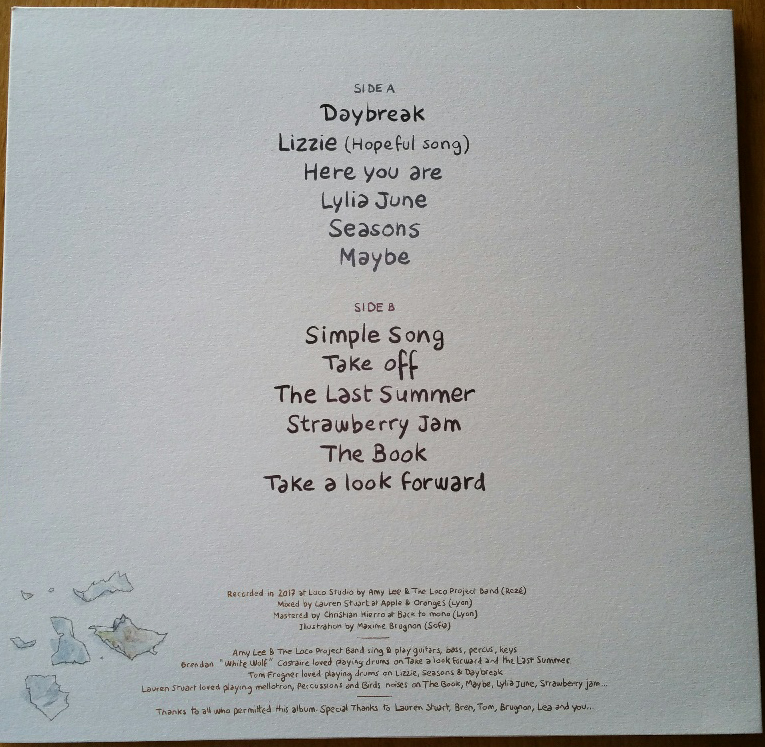 SIDE A
Daybreak
Lizzie (Hopeful song)
Here you are
Lylia June
Seasons
Maybe
SIDE B
Simple Song
Take off
The Last Summer
Strawberry Jam
The Book
Take a look forward
Recorded in 2017 at Loco Studio by Amy Lee & The Loco Project Band (Rozé)
Mixed by Lauren Stuart at Apple & Oranges (Lyon)
Mastered by Christian Hierro at Back to mono (Lyon)
Illustration by Maxime Brugnon (Sofia)
Amy Lee & The Loco Project Band sing & play guitars, bass, percus, keys
Brendan "White Wolf" Cosraire loved playing drums on Take a look forward and The Last Summer
Tom Frogner loved playing drums on Lizzie, Seasons & Daybreak
Lauren Stuart loved playing mellotron, Percussions and Birds noises on The Book, Maybe, Lylia June, Strawberry jam...
Thanks to all who permitted this album. Special Thanks to Lauren Stuart, Bren, Tom, Brugnon, Lea and you...